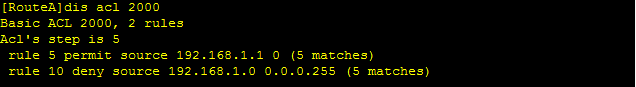 [RouteA]dis acl 2000
Basic ACL 2000, 2 rules
Acl's step is 5
 rule 5 permit source 192.168.1.1 0 (5 matches)
 rule 10 deny source 192.168.1.0 0.0.0.255 (5 matches)